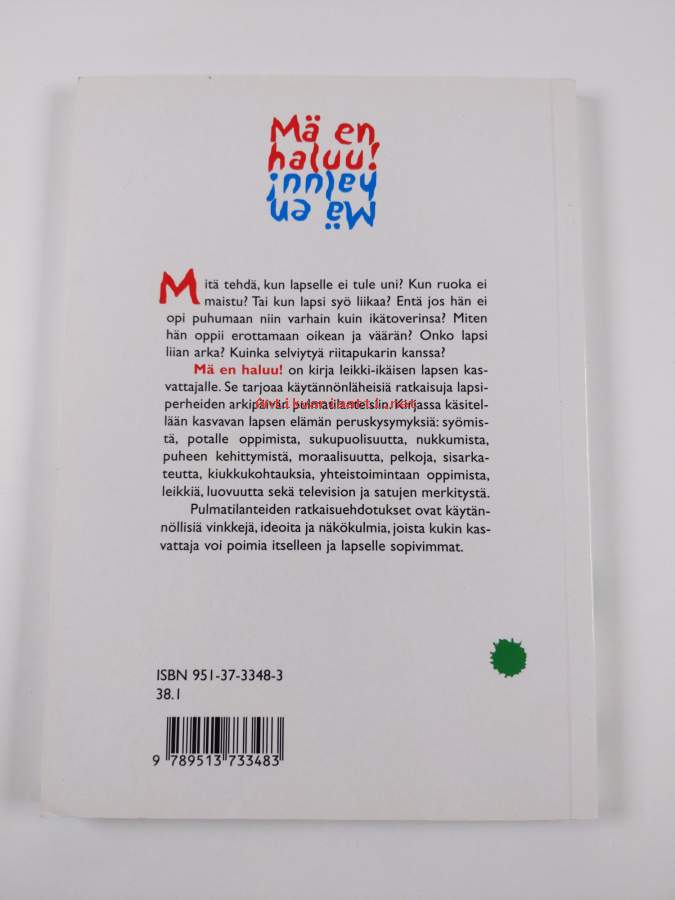 Mä en
haluu!
haluu!
Mä en
Mitä tehdä, kun lapselle ei tule uni? Kun ruoka ei
maistu? Tai kun lapsi syö liikaa? Entä jos hän ei
opi puhumaan niin varhain kuin ikätoverinsa? Miten
hän oppii erottamaan oikean ja väärän? Onko lapsi
liian arka? Kuinka selviytyä riitapukarin kanssa?
Mä en haluu! on kirja leikki-ikäisen lapsen kas-
vattajalle. Se tarjoaa käytännönläheisiä ratkaisuja lapsi-
perheiden arkipäivän pulmatilanteisiin. Kirjassa käsitel-
lään kasvavan lapsen elämän peruskysymyksiä: syömis-
tä, potalle oppimista, sukupuolisuutta, nukkumista,
puheen kehittymistä, moraalisuutta, pelkoja, sisarka-
teutta, kiukkukohtauksia, yhteistoimintaan oppimista,
leikkiä, luovuutta sekä television ja satujen merkitystä.
Pulmatilanteiden ratkaisuehdotukset ovat käytän-
nöllisiä vinkkejä, ideoita ja näkökulmia, joista kukin kas-
vattaja voi poimia itselleen ja lapselle sopivimmat.
ISBN 951-37-3348-3
38.1
9 789513 733483